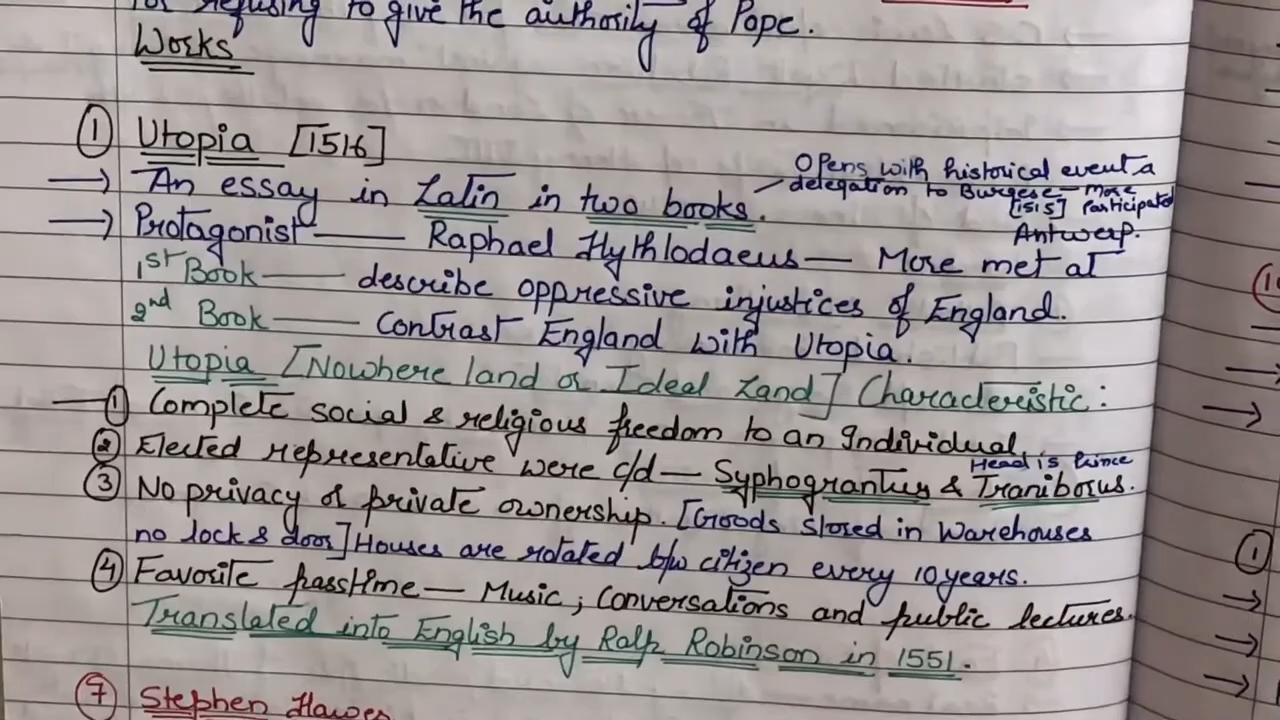 for refusing to give the authority of Pope.
Works
① Utopia [1516]
→ An essay in Latin in two books.
Opens with historical event, a
delegation to Burgese — More
[1515] Participated
→ Protagonist — Raphael Hythlodaeus — More met at Antwerp.
1st Book — describe oppressive injustices of England.
2nd Book — Contrast England with Utopia.
Utopia [Nowhere land or Ideal Land] Characteristic:
— ① Complete social & religious freedom to an Individual,
② Elected representative were c/d — Syphograntus & Traniborus.
Head is Prince
③ No privacy or private ownership. [Goods stored in Warehouses
no lock & door] Houses are rotated b/w citizen every 10 years.
④ Favorite passtime — Music, Conversations and public lectures.
Translated into English by Ralp Robinson in 1551.
⑦ Stephen Hawes
①